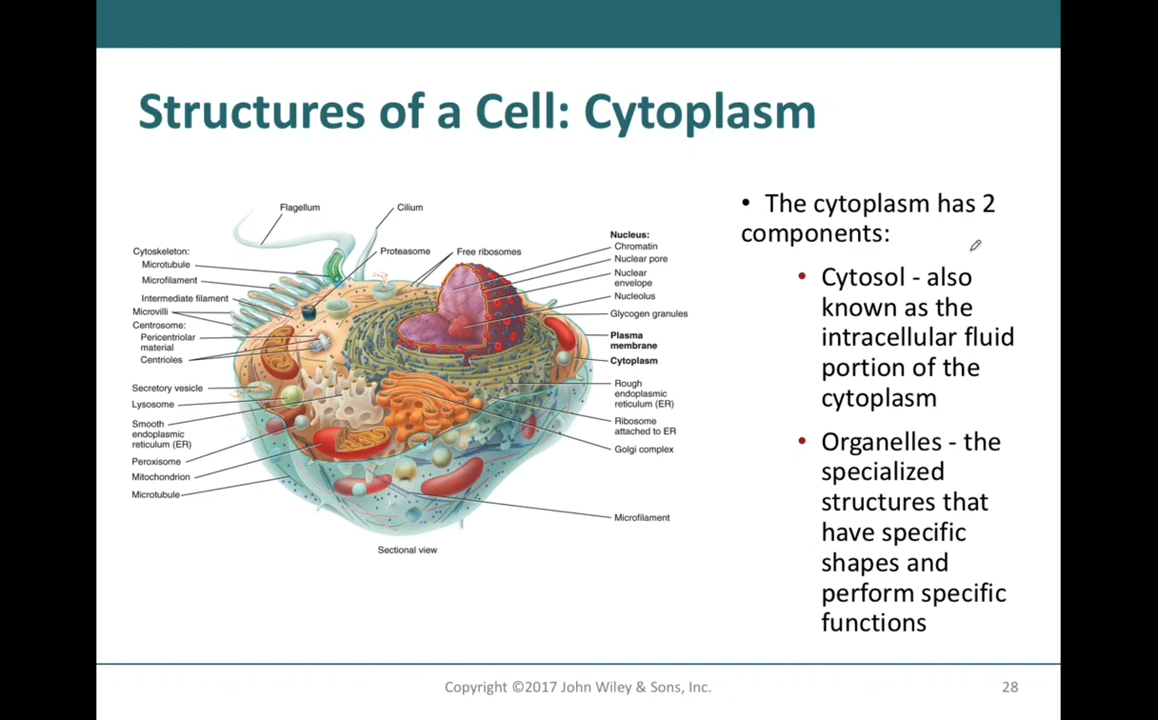 Structures of a Cell: Cytoplasm
Flagellum
Cilium
Cytoskeleton:
Microtubule
Microfilament
Intermediate filament
Microvilli
Centrosome:
Pericentriolar
material
Centrioles
Secretory vesicle
Lysosome
Smooth
endoplasmic
reticulum (ER)
Peroxisome
Mitochondrion
Microtubule
Proteasome
Free ribosomes
Nucleus:
Chromatin
Nuclear pore
Nuclear
envelope
Nucleolus
Glycogen granules
Plasma
membrane
Cytoplasm
Rough
endoplasmic
reticulum (ER)
Ribosome
attached to ER
Golgi complex
Microfilament
Sectional view
• The cytoplasm has 2
components:
• Cytosol - also
known as the
intracellular fluid
portion of the
cytoplasm
• Organelles - the
specialized
structures that
have specific
shapes and
perform specific
functions
Copyright ©2017 John Wiley & Sons, Inc.
28